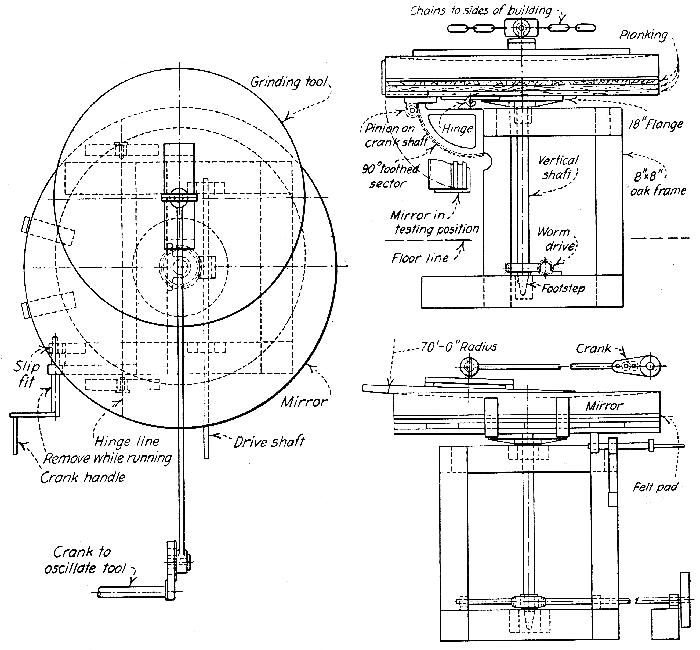 Grinding tool
Slip
fit
Mirror
Hinge line
Drive shaft
Remove while running
Crank handle
Crank to
oscillate tool
Chains to sides of building
Planking
Pinion on
crank shaft
Hinge
18" Flange
90° toothed
sector
Vertical
shaft
8"x8"
oak frame
Mirror in
testing position
Floor line
Worm
drive
Footstep
70'-0" Radius
Crank
Mirror
Felt pad